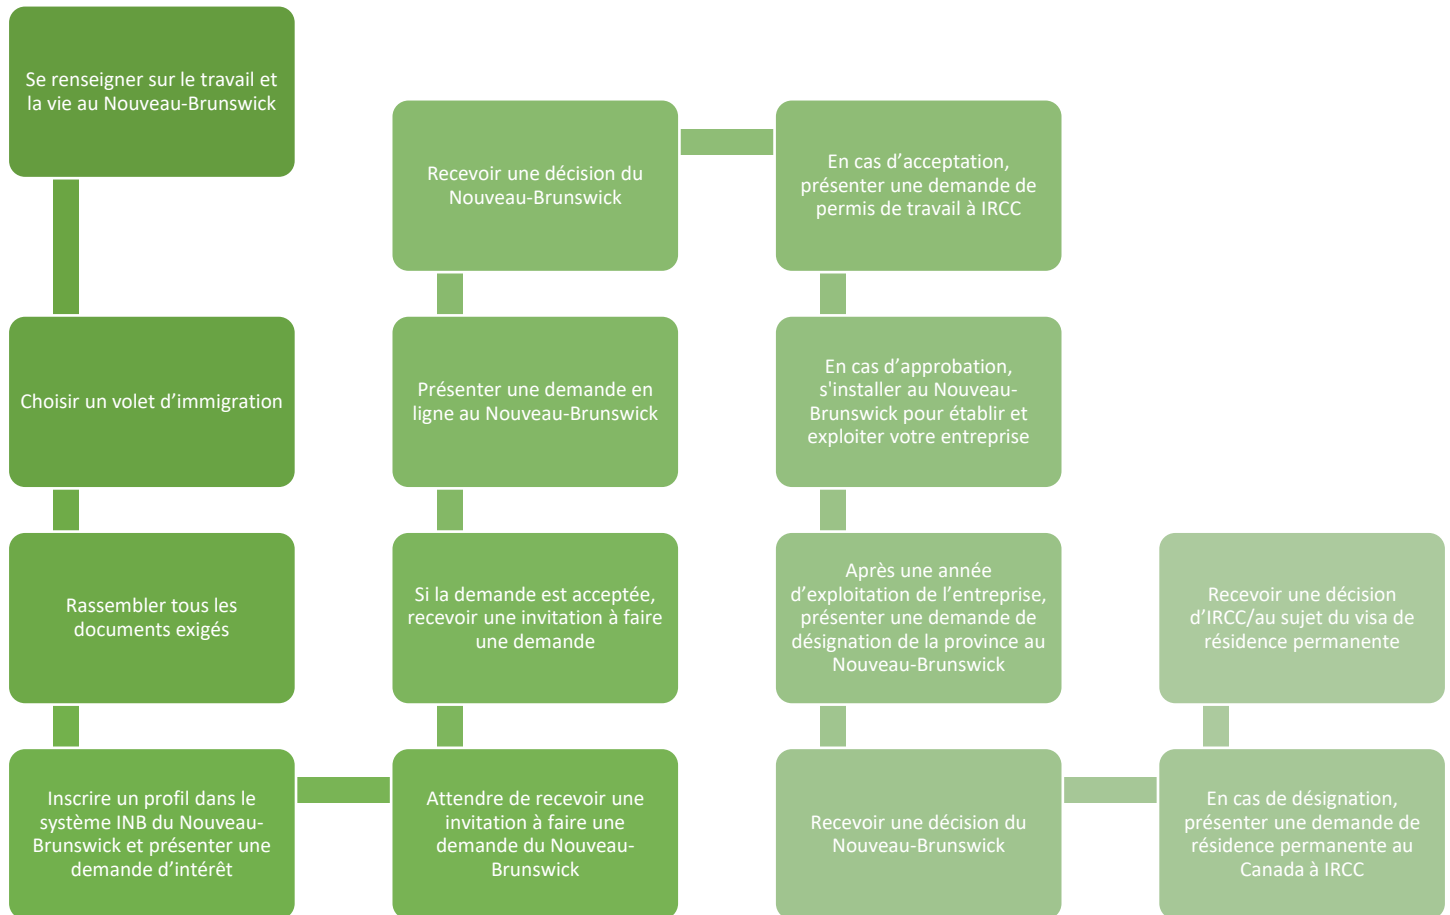 Se renseigner sur le travail et
la vie au Nouveau-Brunswick
Choisir un volet d’immigration
Rassembler tous les
documents exigés
Inscrire un profil dans le
système INB du Nouveau-
Brunswick et présenter une
demande d’intérêt
Attendre de recevoir une
invitation à faire une
demande du Nouveau-
Brunswick
Si la demande est acceptée,
recevoir une invitation à faire
une demande
Présenter une demande en
ligne au Nouveau-Brunswick
Recevoir une décision du
Nouveau-Brunswick
En cas d’acceptation,
présenter une demande de
permis de travail à IRCC
En cas d’approbation,
s'installer au Nouveau-
Brunswick pour établir et
exploiter votre entreprise
Après une année
d’exploitation de l’entreprise,
présenter une demande de
désignation de la province au
Nouveau-Brunswick
Recevoir une décision du
Nouveau-Brunswick
En cas de désignation,
présenter une demande de
résidence permanente au
Canada à IRCC
Recevoir une décision
d’IRCC/au sujet du visa de
résidence permanente